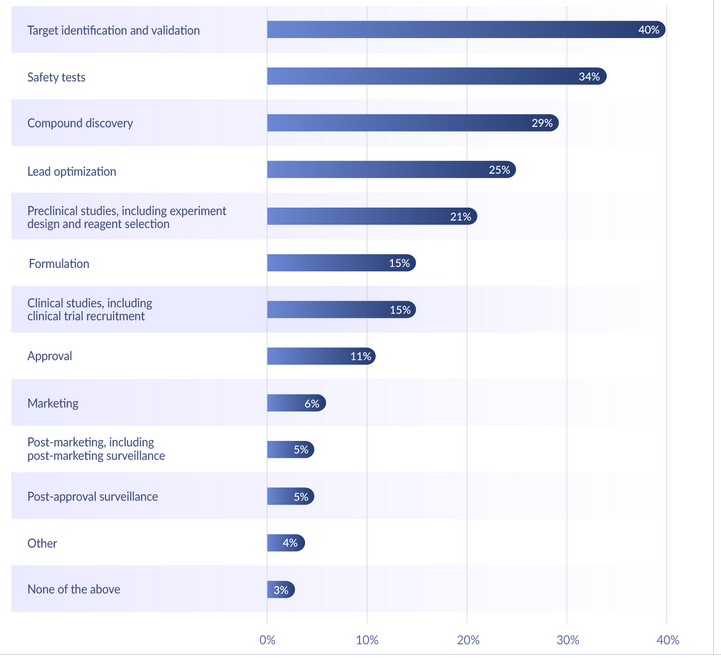 Target identification and validation
40%
Safety tests
34%
Compound discovery
29%
Lead optimization
25%
Preclinical studies, including experiment
design and reagent selection
21%
Formulation
15%
Clinical studies, including
clinical trial recruitment
15%
Approval
11%
Marketing
6%
Post-marketing, including
post-marketing surveillance
5%
Post-approval surveillance
5%
Other
4%
None of the above
3%
0% 10% 20% 30% 40%